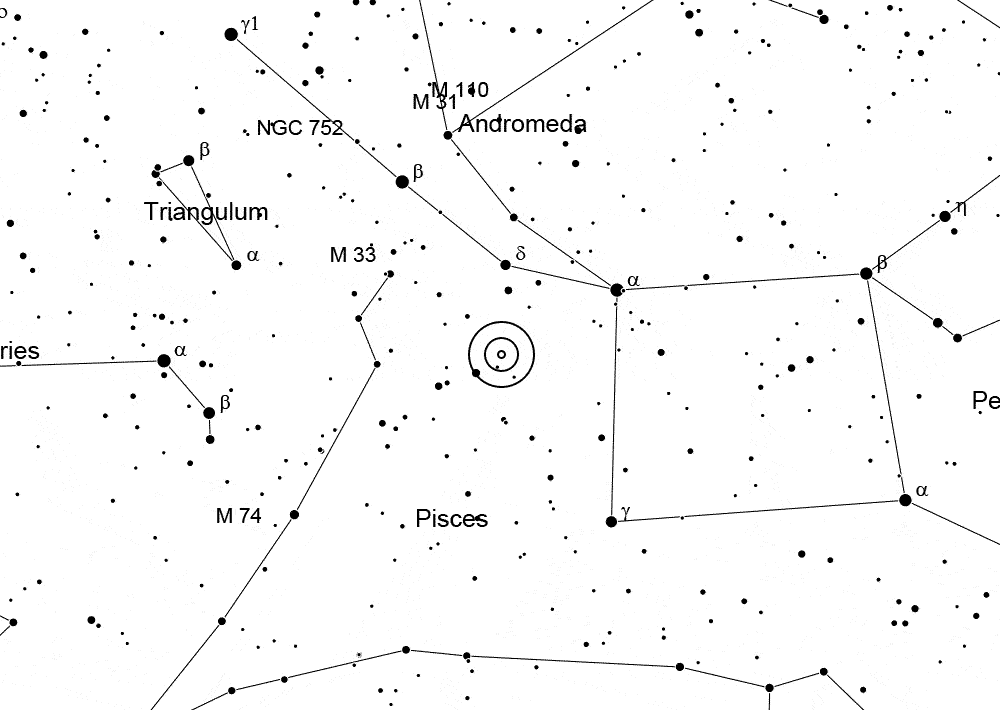 γ1
M 110
M 31
Andromeda
NGC 752
β
β
Triangulum
η
α
M 33
δ
α
β
ries
α
β
Pe
α
M 74
Pisces
γ